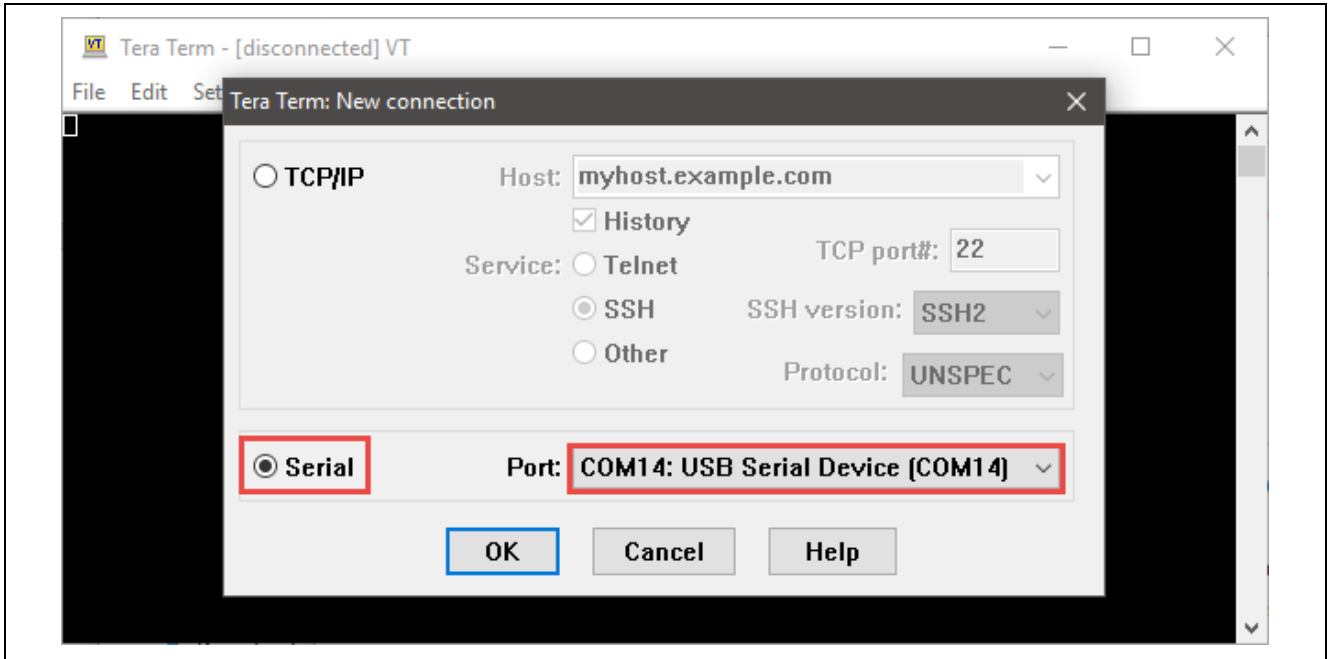 VT Tera Term - [disconnected] VT
File Edit Set
Tera Term: New connection
TCP/IP Host: myhost.example.com
History
TCP port#: 22
Service: Telnet
SSH SSH version: SSH2
Other
Protocol: UNSPEC
Serial Port: COM14: USB Serial Device (COM14)
OK Cancel Help